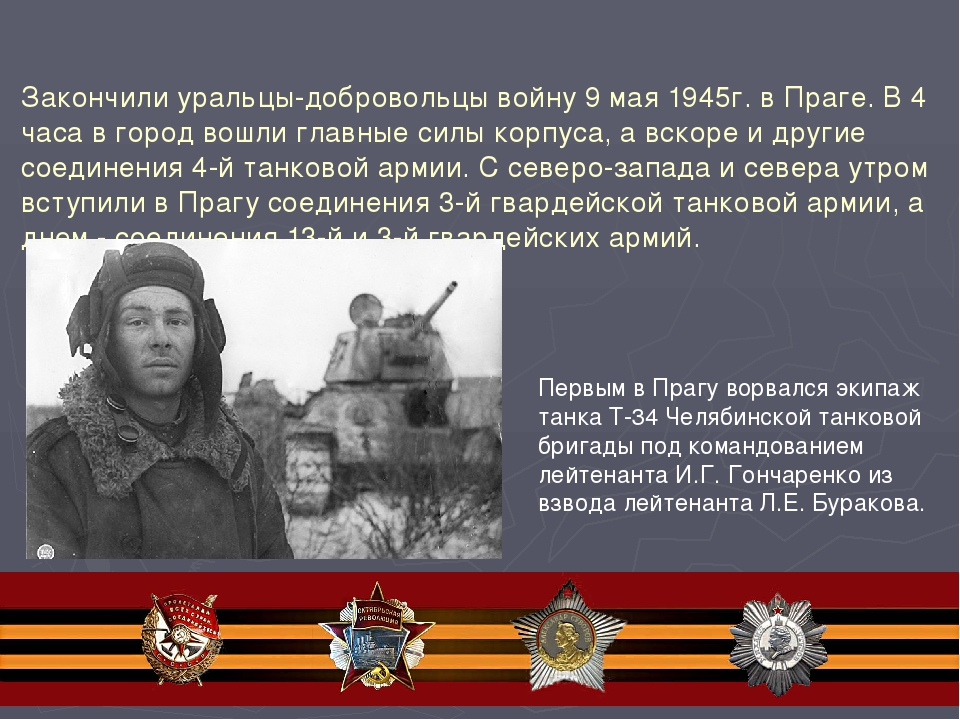 Закончили уральцы-добровольцы войну 9 мая 1945г. в Праге. В 4
часа в город вошли главные силы корпуса, а вскоре и другие
соединения 4-й танковой армии. С северо-запада и севера утром
вступили в Прагу соединения 3-й гвардейской танковой армии, а
днем - соединения 13-й и 3-й гвардейских армий.
Первым в Прагу ворвался экипаж
танка Т-34 Челябинской танковой
бригады под командованием
лейтенанта И.Г. Гончаренко из
взвода лейтенанта Л.Е. Буракова.
ОКТЯБРЬСКАЯ
РЕВОЛЮЦИЯ